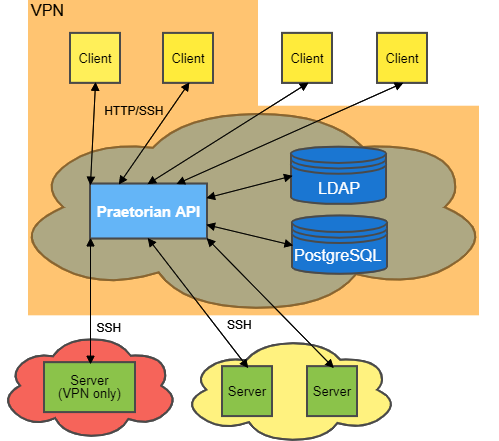 VPN
Client
Client
Client
Client
HTTP/SSH
LDAP
Praetorian API
PostgreSQL
SSH
SSH
Server
(VPN only)
Server
Server